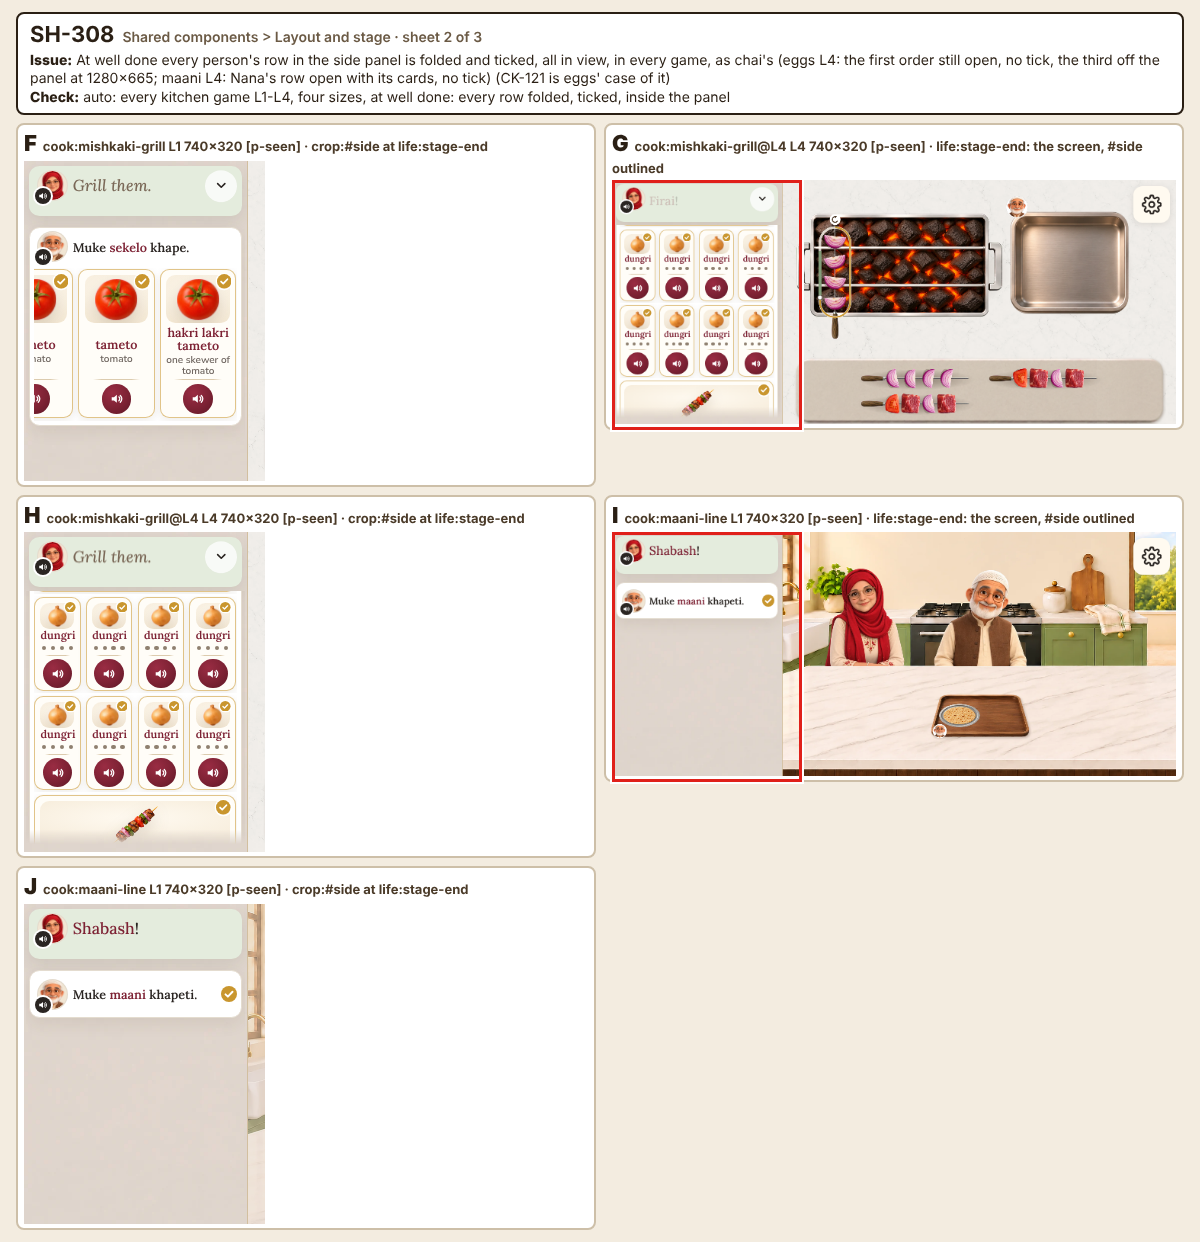 SH-308 Shared components > Layout and stage · sheet 2 of 3
Issue: At well done every person's row in the side panel is folded and ticked, all in view, in every game, as chai's (eggs L4: the first order still open, no tick, the third off the
panel at 1280×665; maani L4: Nana's row open with its cards, no tick) (CK-121 is eggs' case of it)
Check: auto: every kitchen game L1-L4, four sizes, at well done: every row folded, ticked, inside the panel
F cook:mishkaki-grill L1 740×320 [p-seen] · crop:#side at life:stage-end
Grill them.
Muke sekelo khape.
neto
nato
tameto
tomato
hakri lakri
tameto
one skewer of
tomato
G cook:mishkaki-grill@L4 L4 740×320 [p-seen] · life:stage-end: the screen, #side
outlined
Firai!
dungri dungri dungri dungri
dungri dungri dungri dungri
H cook:mishkaki-grill@L4 L4 740×320 [p-seen] · crop:#side at life:stage-end
Grill them.
dungri dungri dungri dungri
dungri dungri dungri dungri
I cook:maani-line L1 740×320 [p-seen] · life:stage-end: the screen, #side outlined
Shabash!
Muke maani khapeti.
J cook:maani-line L1 740×320 [p-seen] · crop:#side at life:stage-end
Shabash!
Muke maani khapeti.